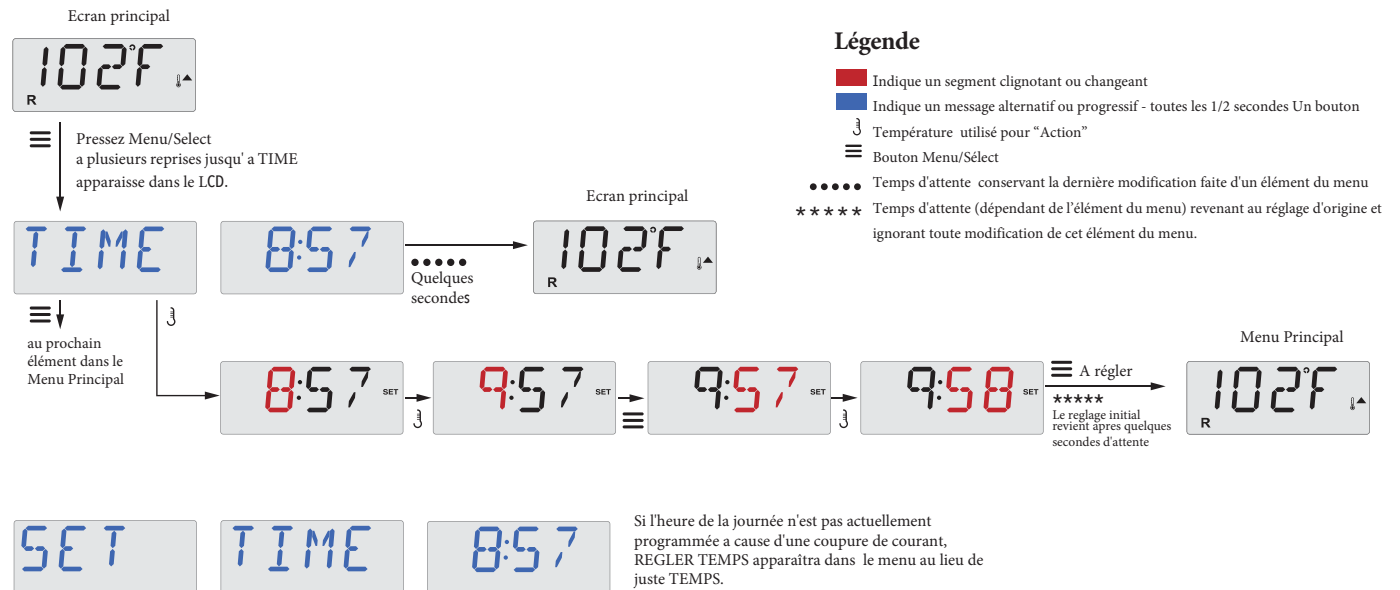 Ecran principal
102°F
R
Pressez Menu/Select
a plusieurs reprises jusqu' a TIME
apparaisse dans le LCD.
Légende
Indique un segment clignotant ou changeant
Indique un message alternatif ou progressif - toutes les 1/2 secondes Un bouton
Température utilisé pour “Action”
Bouton Menu/Sélect
••••• Temps d'attente conservant la dernière modification faite d'un élément du menu
***** Temps d'attente (dépendant de l’élément du menu) revenant au réglage d'origine et
ignorant toute modification de cet élément du menu.
TIME
8:57
•••••
Quelques
secondes
Ecran principal
102°F
R
au prochain
élément dans le
Menu Principal
8:57 SET
9:57 SET
9:57 SET
9:58 SET
A régler
*****
Le reglage initial
revient apres quelques
secondes d'attente
Menu Principal
102°F
R
SET
TIME
8:57
Si l'heure de la journée n'est pas actuellement
programmée a cause d'une coupure de courant,
REGLER TEMPS apparaîtra dans le menu au lieu de
juste TEMPS.